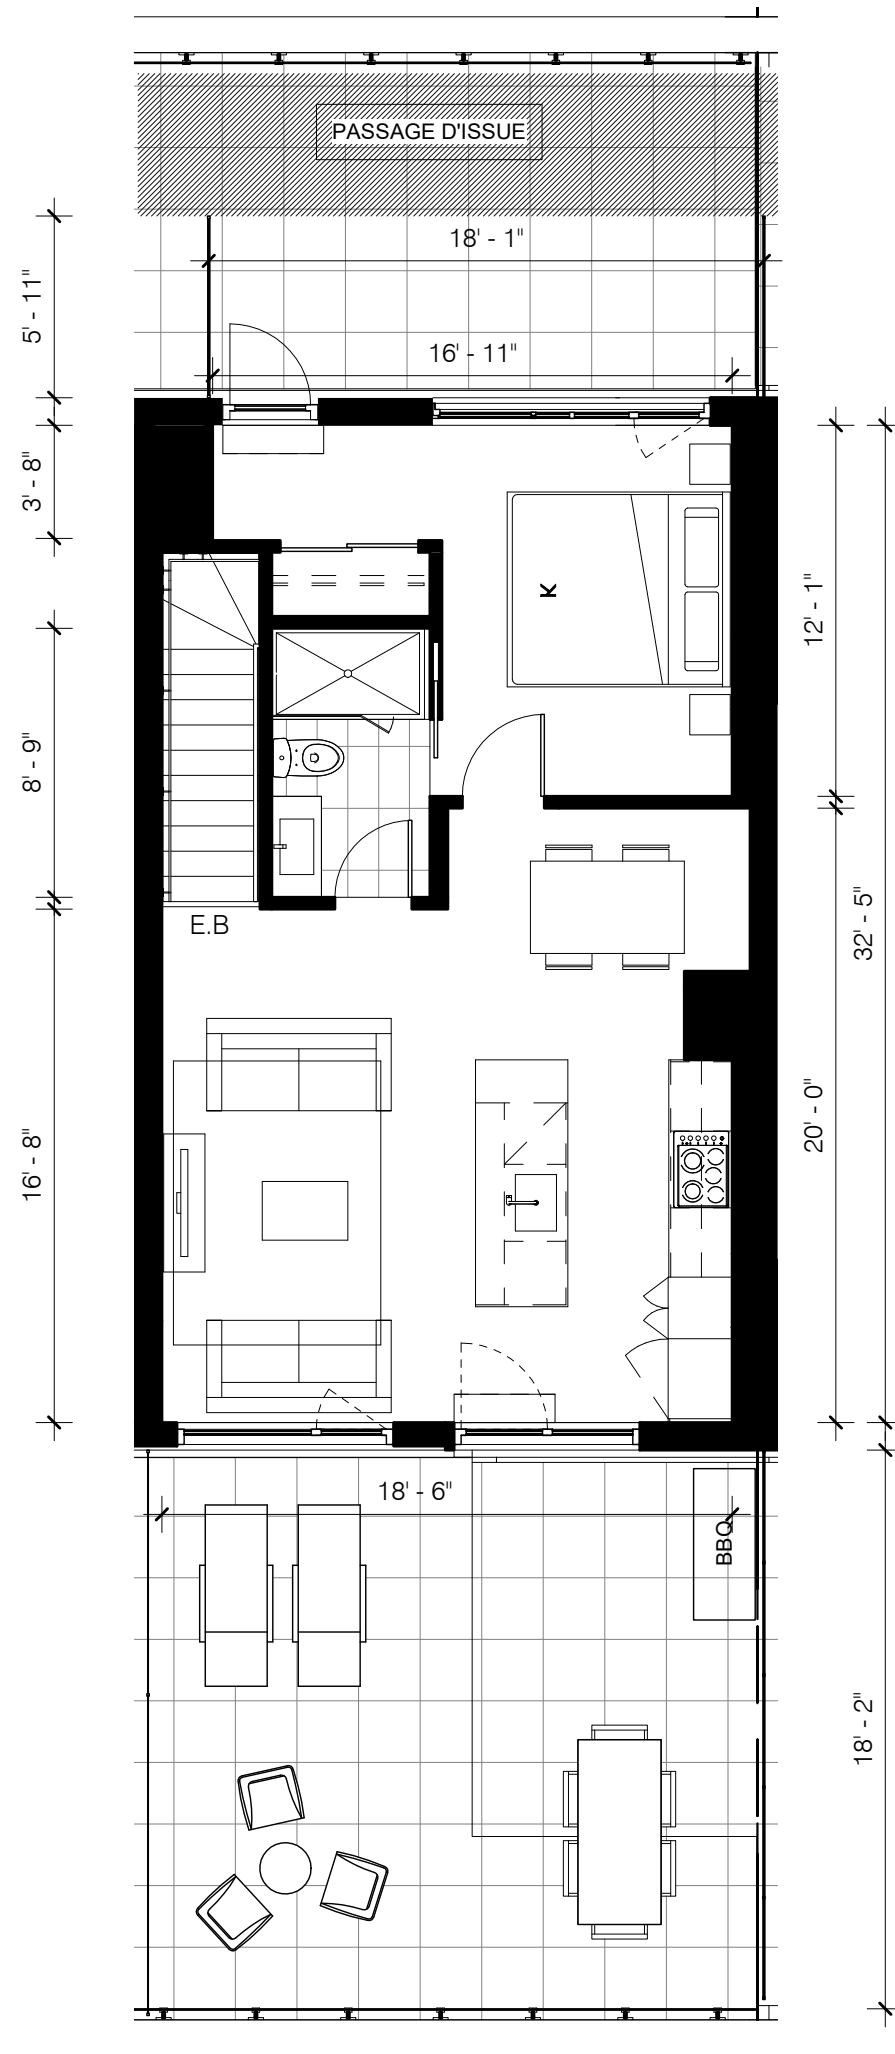 PASSAGE D'ISSUE
18' - 1"
5' - 11"
16' - 11"
3' - 8"
K
12' - 1"
8' - 9"
E.B
32' - 5"
20' - 0"
16' - 8"
18' - 6"
BBQ
18' - 2"